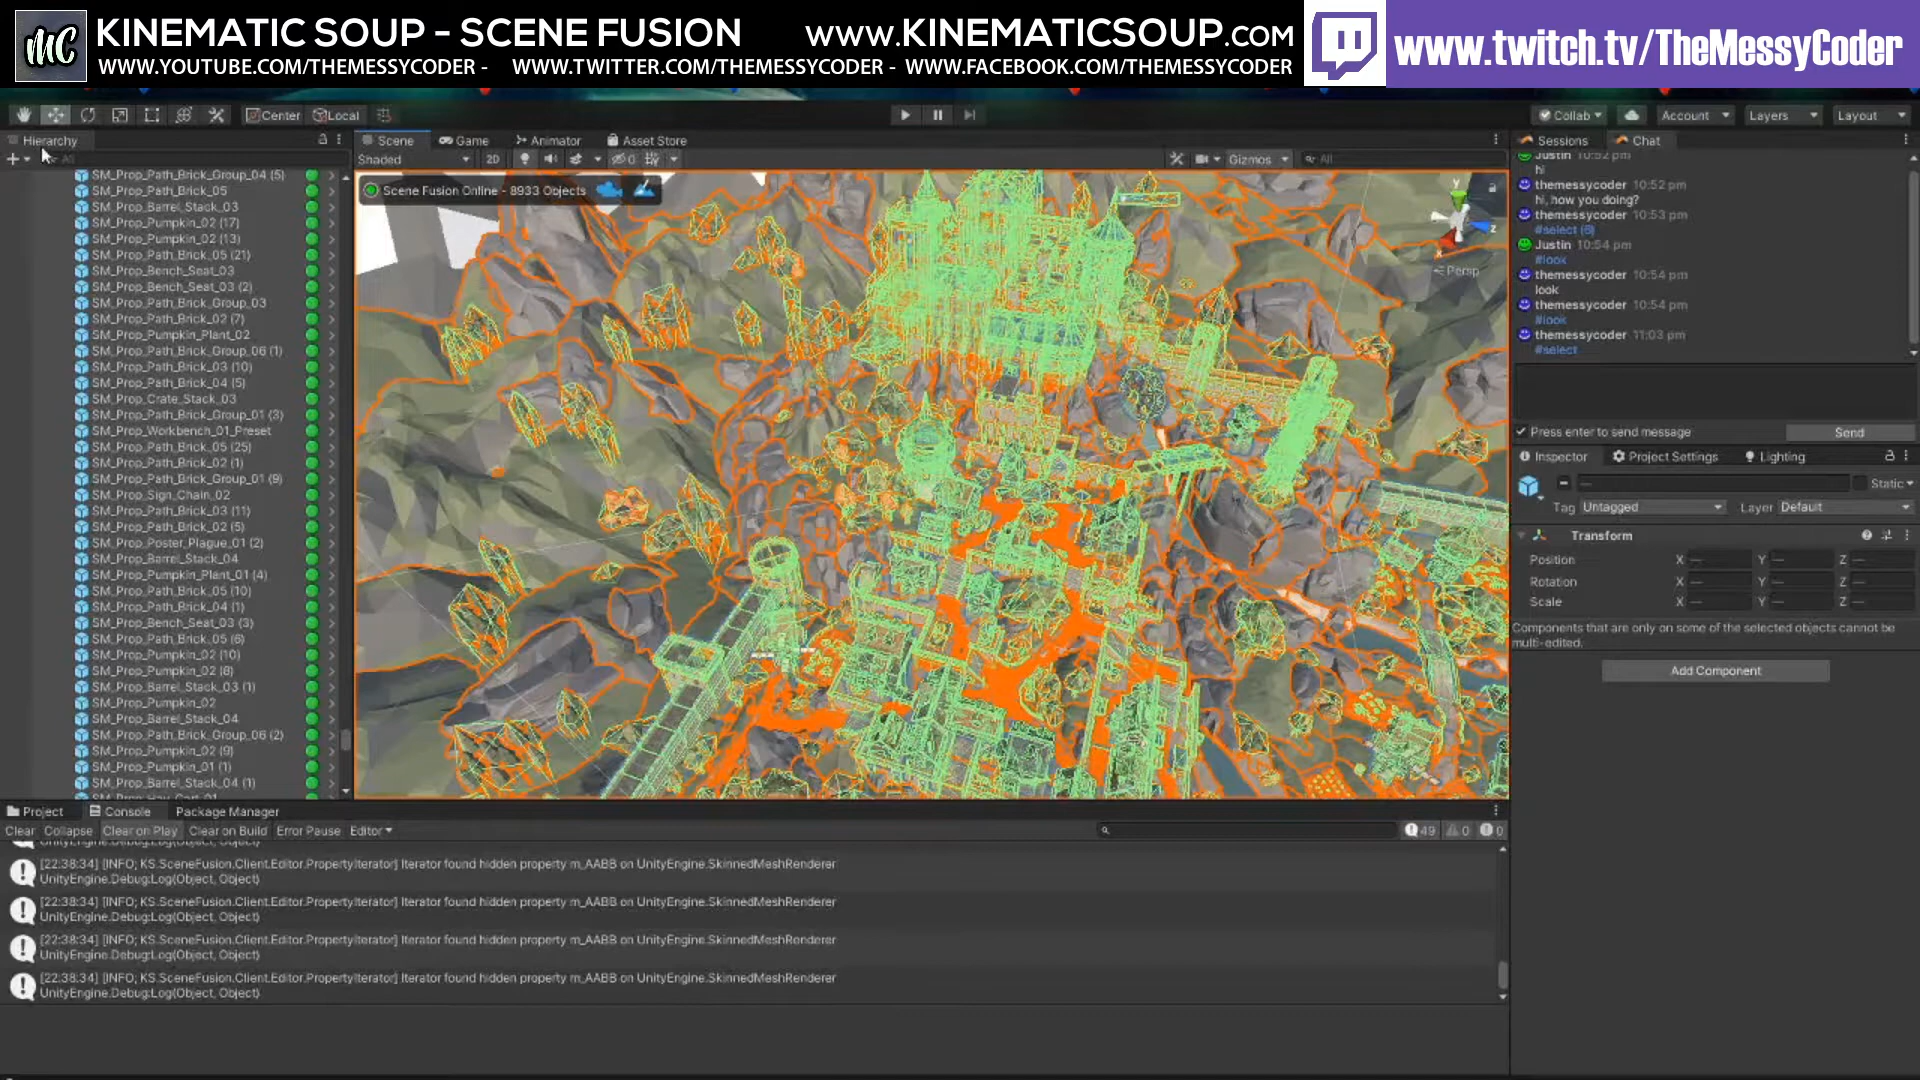 MC
KINEMATIC SOUP - SCENE FUSION
www.KINEMATICSOUP.com
www.twitch.tv/TheMessyCoder
WWW.YOUTUBE.COM/THEMESSYCODER - WWW.TWITTER.COM/THEMESSYCODER - WWW.FACEBOOK.COM/THEMESSYCODER
Center
Local
Collab
Account
Layers
Layout
Hierarchy
All
SM_Prop_Path_Brick_Group_04 (5)
SM_Prop_Path_Brick_05
SM_Prop_Barrel_Stack_03
SM_Prop_Pumpkin_02 (17)
SM_Prop_Pumpkin_02 (13)
SM_Prop_Path_Brick_05 (21)
SM_Prop_Bench_Seat_03
SM_Prop_Bench_Seat_03 (2)
SM_Prop_Path_Brick_Group_03
SM_Prop_Path_Brick_02 (7)
SM_Prop_Pumpkin_Plant_02
SM_Prop_Path_Brick_Group_06 (1)
SM_Prop_Path_Brick_03 (10)
SM_Prop_Path_Brick_04 (5)
SM_Prop_Crate_Stack_03
SM_Prop_Path_Brick_Group_01 (3)
SM_Prop_Workbench_01_Preset
SM_Prop_Path_Brick_05 (25)
SM_Prop_Path_Brick_02 (1)
SM_Prop_Path_Brick_Group_01 (9)
SM_Prop_Sign_Chain_02
SM_Prop_Path_Brick_03 (11)
SM_Prop_Path_Brick_02 (5)
SM_Prop_Poster_Plague_01 (2)
SM_Prop_Barrel_Stack_04
SM_Prop_Pumpkin_Plant_01 (4)
SM_Prop_Path_Brick_05 (10)
SM_Prop_Path_Brick_04 (1)
SM_Prop_Bench_Seat_03 (3)
SM_Prop_Path_Brick_05 (6)
SM_Prop_Pumpkin_02 (10)
SM_Prop_Pumpkin_02 (8)
SM_Prop_Barrel_Stack_03 (1)
SM_Prop_Pumpkin_02
SM_Prop_Barrel_Stack_04
SM_Prop_Path_Brick_Group_06 (2)
SM_Prop_Pumpkin_02 (9)
SM_Prop_Pumpkin_01 (1)
SM_Prop_Barrel_Stack_04 (1)
SM_Prop_Hay_Cart_01
Scene
Game
Animator
Asset Store
Shaded
2D
0
Gizmos
All
Scene Fusion Online - 8933 Objects
Y
Z
X
Persp
Sessions
Chat
Justin 10:52 pm
hi
themessycoder 10:52 pm
hi, how you doing?
themessycoder 10:53 pm
#select (6)
Justin 10:54 pm
#look
themessycoder 10:54 pm
look
themessycoder 10:54 pm
#look
themessycoder 11:03 pm
#select
Press enter to send message
Send
Inspector
Project Settings
Lighting
Static
Tag Untagged
Layer Default
Transform
Position X — Y — Z —
Rotation X — Y — Z —
Scale X — Y — Z —
Components that are only on some of the selected objects cannot be
multi-edited.
Add Component
Project
Console
Package Manager
Clear
Collapse
Clear on Play
Clear on Build
Error Pause
Editor
49
0
0
UnityEngine.Debug:Log(Object, Object)
[22:38:34] [INFO; KS.SceneFusion.Client.Editor.PropertyIterator] Iterator found hidden property m_AABB on UnityEngine.SkinnedMeshRenderer
UnityEngine.Debug:Log(Object, Object)
[22:38:34] [INFO; KS.SceneFusion.Client.Editor.PropertyIterator] Iterator found hidden property m_AABB on UnityEngine.SkinnedMeshRenderer
UnityEngine.Debug:Log(Object, Object)
[22:38:34] [INFO; KS.SceneFusion.Client.Editor.PropertyIterator] Iterator found hidden property m_AABB on UnityEngine.SkinnedMeshRenderer
UnityEngine.Debug:Log(Object, Object)
[22:38:34] [INFO; KS.SceneFusion.Client.Editor.PropertyIterator] Iterator found hidden property m_AABB on UnityEngine.SkinnedMeshRenderer
UnityEngine.Debug:Log(Object, Object)